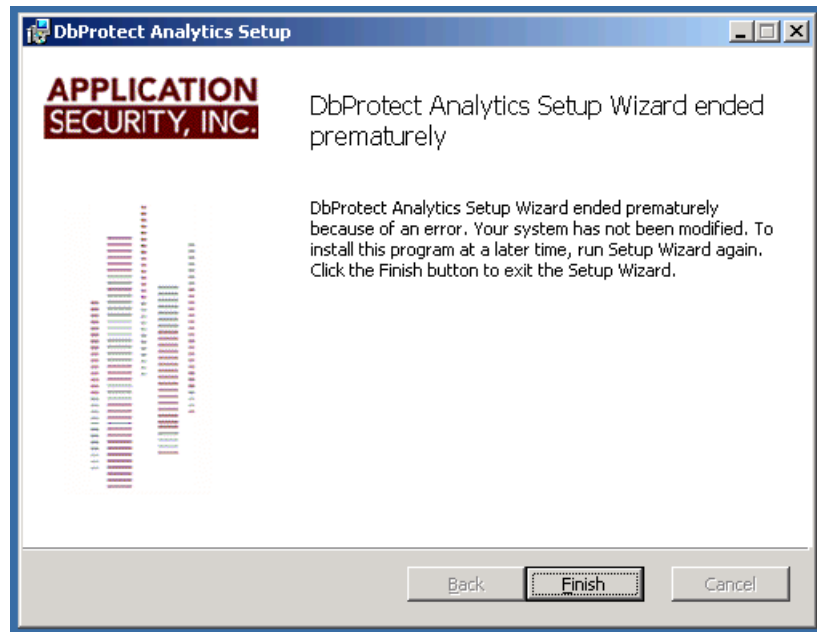 DbProtect Analytics Setup
APPLICATION
SECURITY, INC.
DbProtect Analytics Setup Wizard ended
prematurely
DbProtect Analytics Setup Wizard ended prematurely
because of an error. Your system has not been modified. To
install this program at a later time, run Setup Wizard again.
Click the Finish button to exit the Setup Wizard.
Back
Finish
Cancel